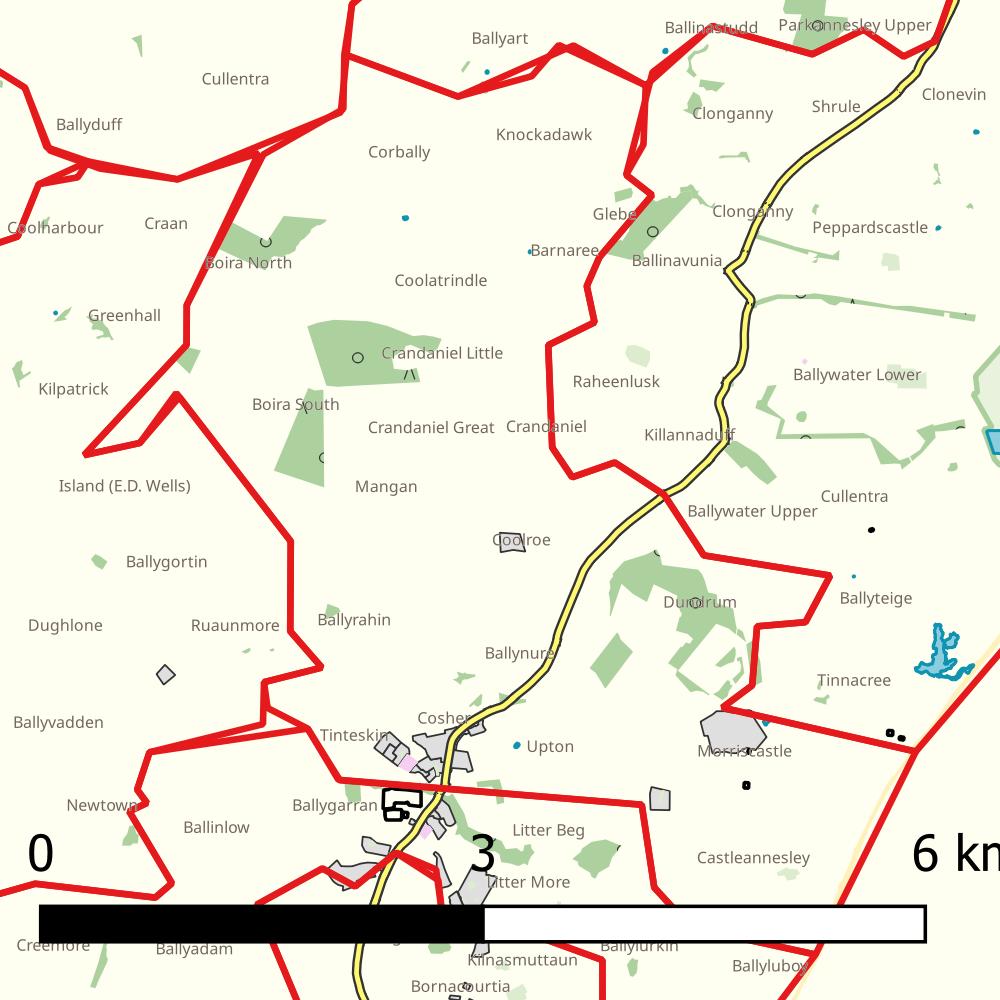 Ballinastudd
Parkannesley Upper
Ballyart
Cullentra
Clonevin
Shrule
Clonganny
Ballyduff
Knockadawk
Corbally
Glebe
Clonganny
Coolharbour
Craan
Peppardscastle
Barnaree
Ballinavunia
Boira North
Coolatrindle
Greenhall
Crandaniel Little
Raheenlusk
Ballywater Lower
Kilpatrick
Boira South
Crandaniel Great
Crandaniel
Killannaduff
Island (E.D. Wells)
Mangan
Cullentra
Ballywater Upper
Coolroe
Ballygortin
Dundrum
Ballyteige
Dughlone
Ruaunmore
Ballyrahin
Ballynure
Tinnacree
Ballyvadden
Cosher
Tinteskin
Upton
Morriscastle
Newtown
Ballygarran
Ballinlow
Litter Beg
0
3
6 km
Castleannesley
Litter More
Creemore
Ballyadam
Ballylurkin
Kilnasmuttaun
Ballyluboy
Bornacourtia